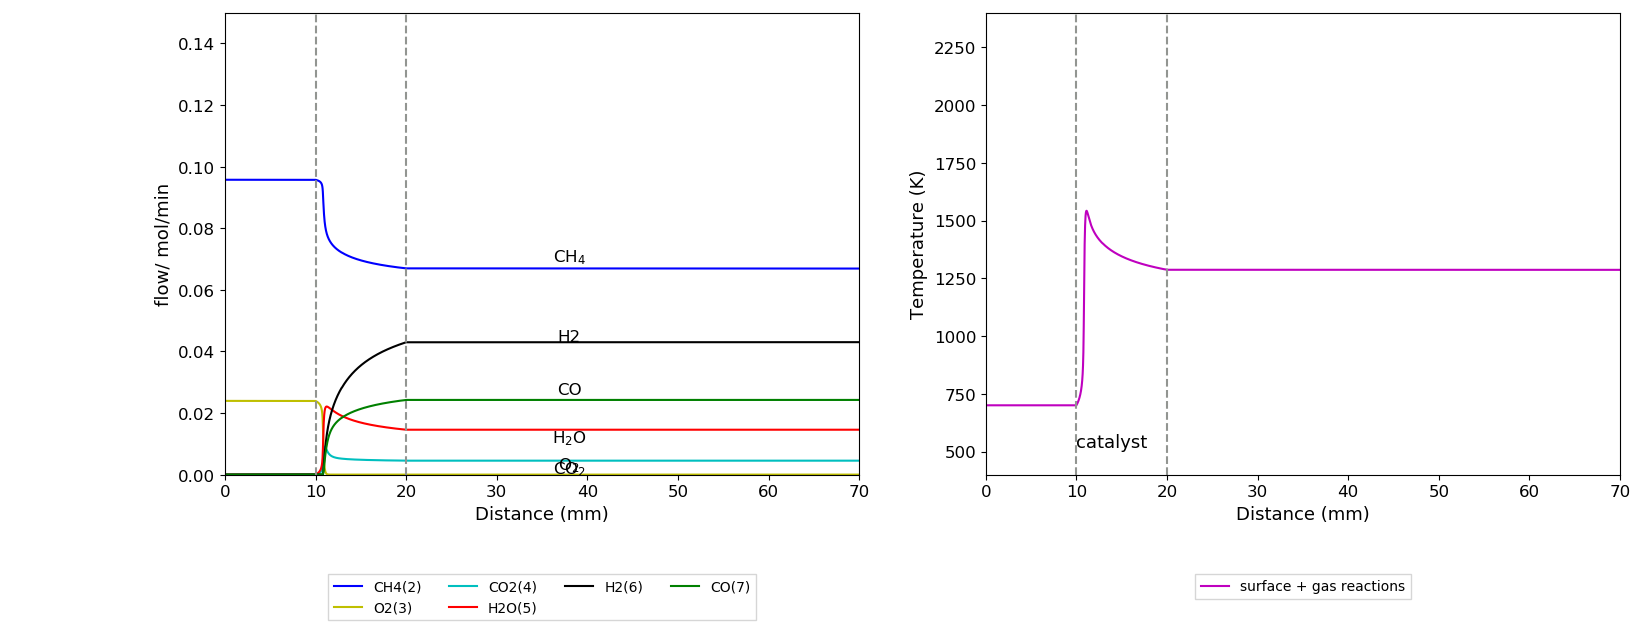 flow/ mol/min
0.14
0.12
0.10
0.08
0.06
0.04
0.02
0.00
CH₄
H2
CO
H₂O
O₂
CO₂
0 10 20 30 40 50 60 70
Distance (mm)
CH4(2) CO2(4) H2(6) CO(7)
O2(3) H2O(5)
Temperature (K)
2250
2000
1750
1500
1250
1000
750
500
catalyst
0 10 20 30 40 50 60 70
Distance (mm)
surface + gas reactions